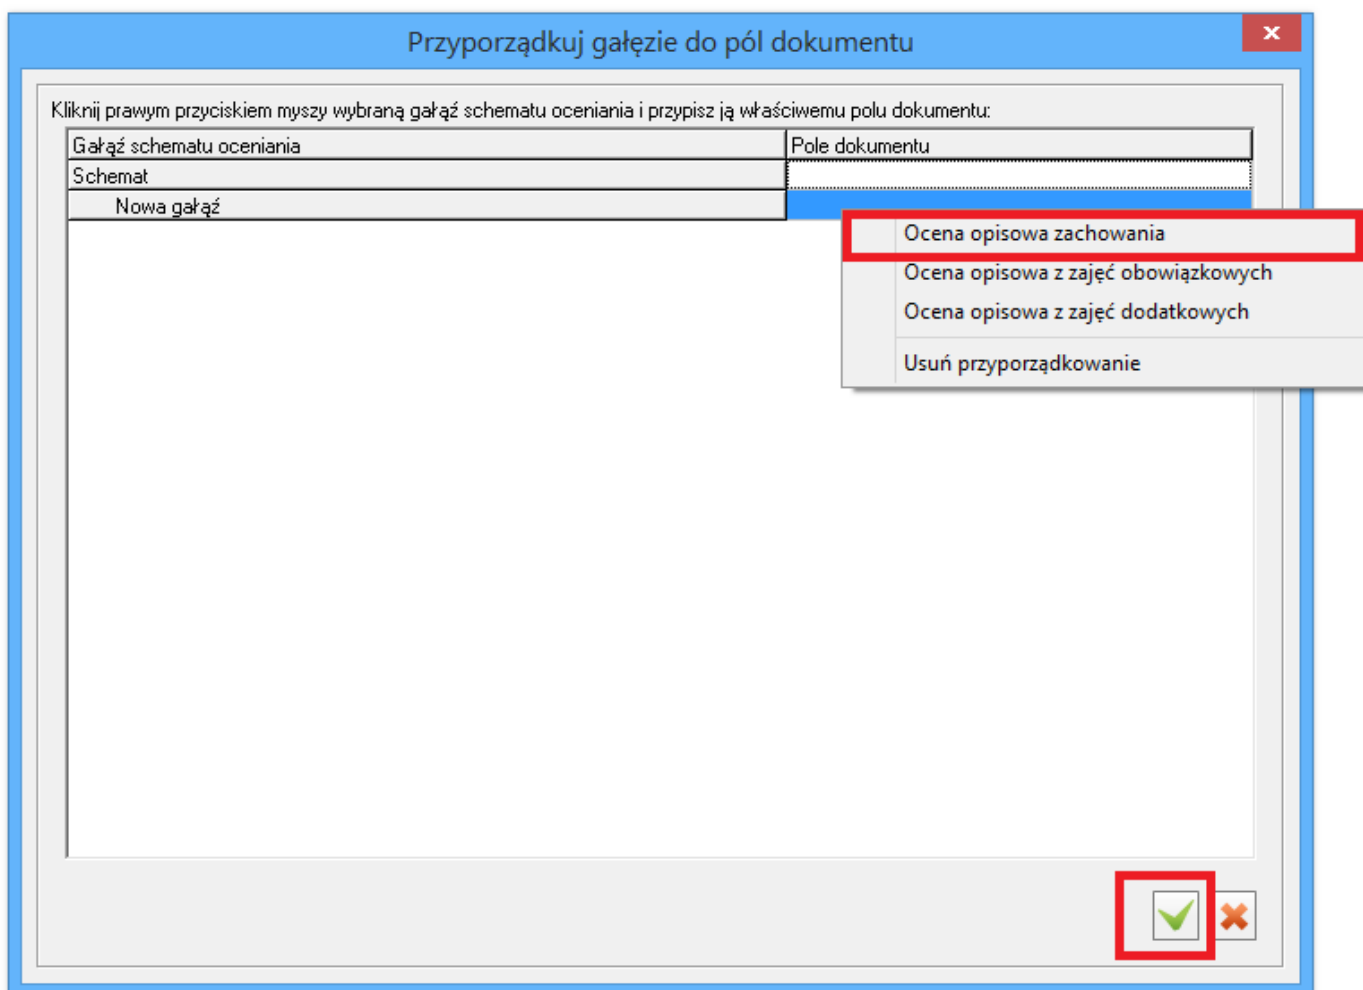 Przyporządkuj gałęzie do pól dokumentu
Kliknij prawym przyciskiem myszy wybraną gałąź schematu oceniania i przypisz ją właściwemu polu dokumentu:
Gałąź schematu oceniania Pole dokumentu
Schemat
Nowa gałąź
Ocena opisowa zachowania
Ocena opisowa z zajęć obowiązkowych
Ocena opisowa z zajęć dodatkowych
Usuń przyporządkowanie